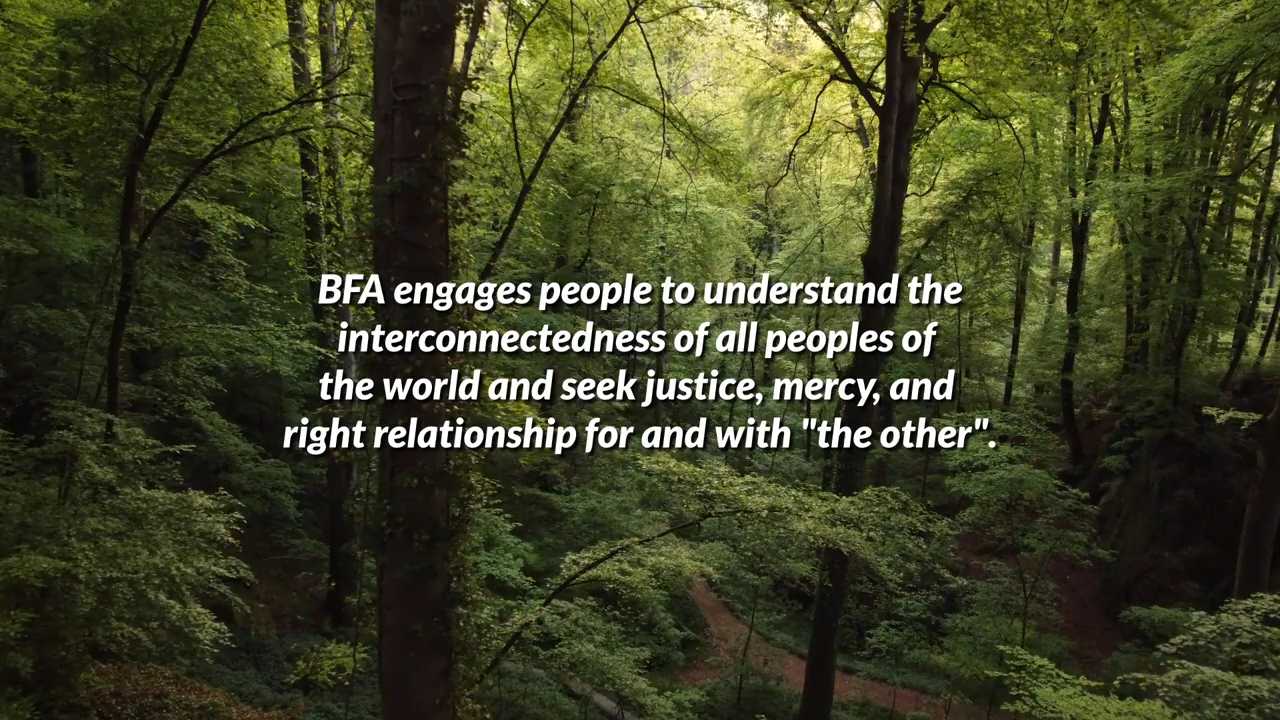 BFA engages people to understand the
interconnectedness of all peoples of
the world and seek justice, mercy, and
right relationship for and with "the other".